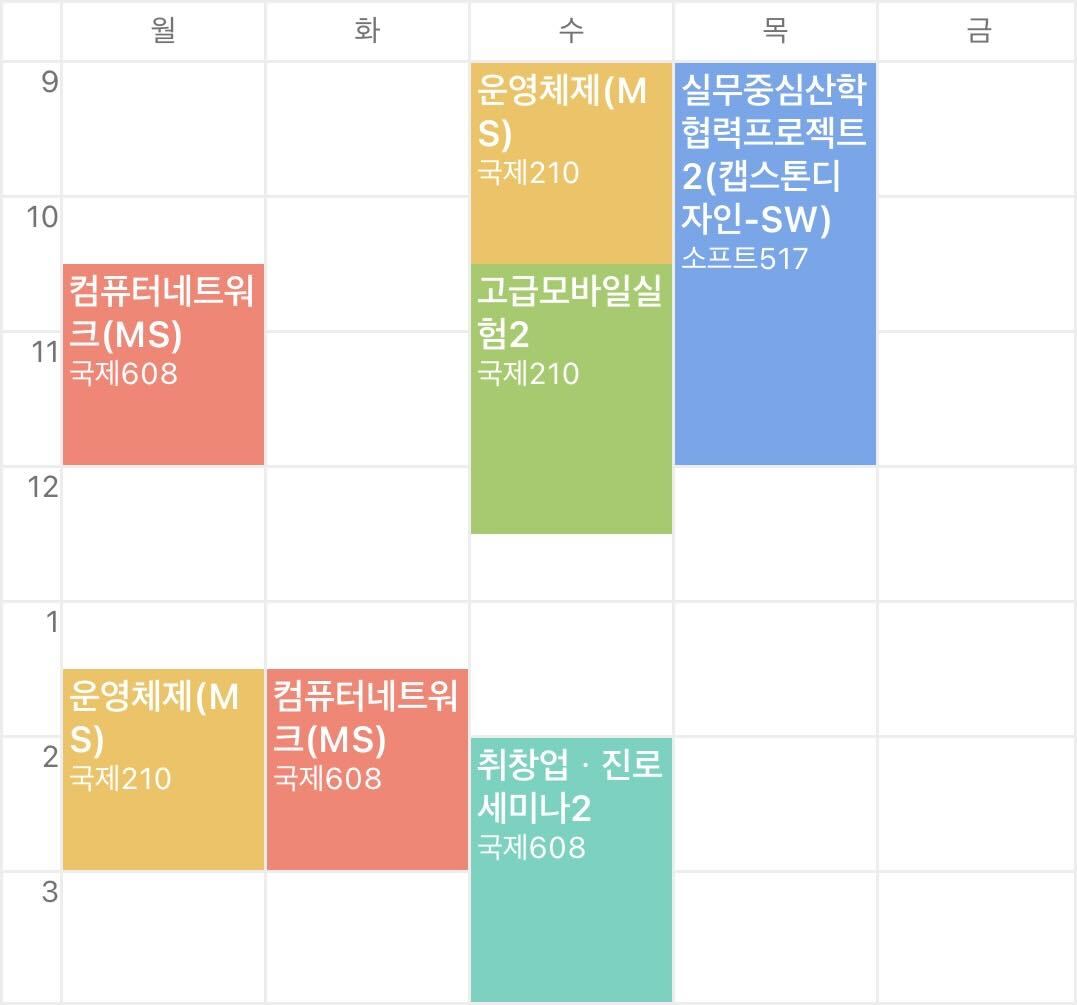 월 화 수 목 금
9
운영체제(M
S)
국제210
실무중심산학
협력프로젝트
2(캡스톤디
자인-SW)
소프트517
10
컴퓨터네트워
크(MS)
국제608
고급모바일실
험2
국제210
11
12
1
운영체제(M
S)
국제210
컴퓨터네트워
크(MS)
국제608
2
취창업ㆍ진로
세미나2
국제608
3